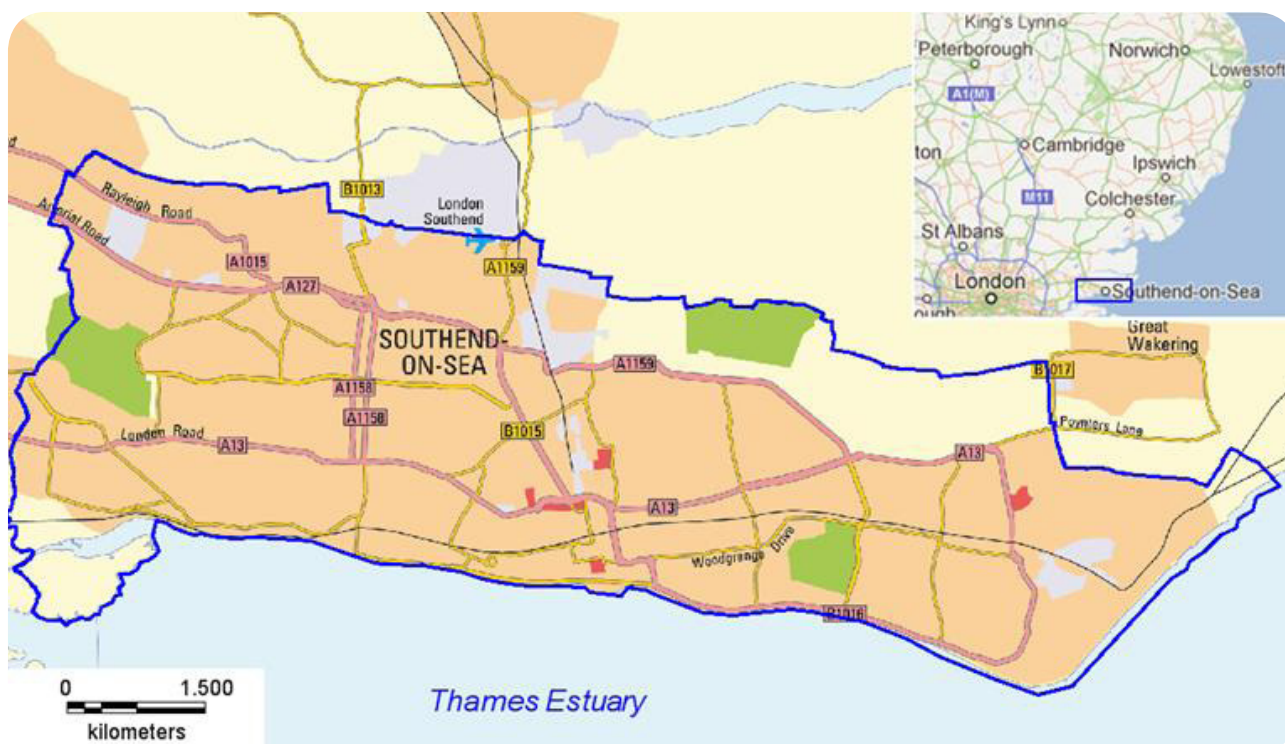 King's Lynn
Peterborough
Norwich
Lowestoft
A1(M)
Cambridge
ton
Ipswich
M11
Colchester
St Albans
London
Southend-on-Sea
ough
Rayleigh Road
Arterial Road
B1013
London
Southend
A1015
A1159
A127
SOUTHEND-
ON-SEA
A1159
Great
Wakering
B1017
Poynters Lane
A1158
A1158
London Road
A13
B1015
A13
A13
Woodgrange Drive
B1016
0 1.500
kilometers
Thames Estuary